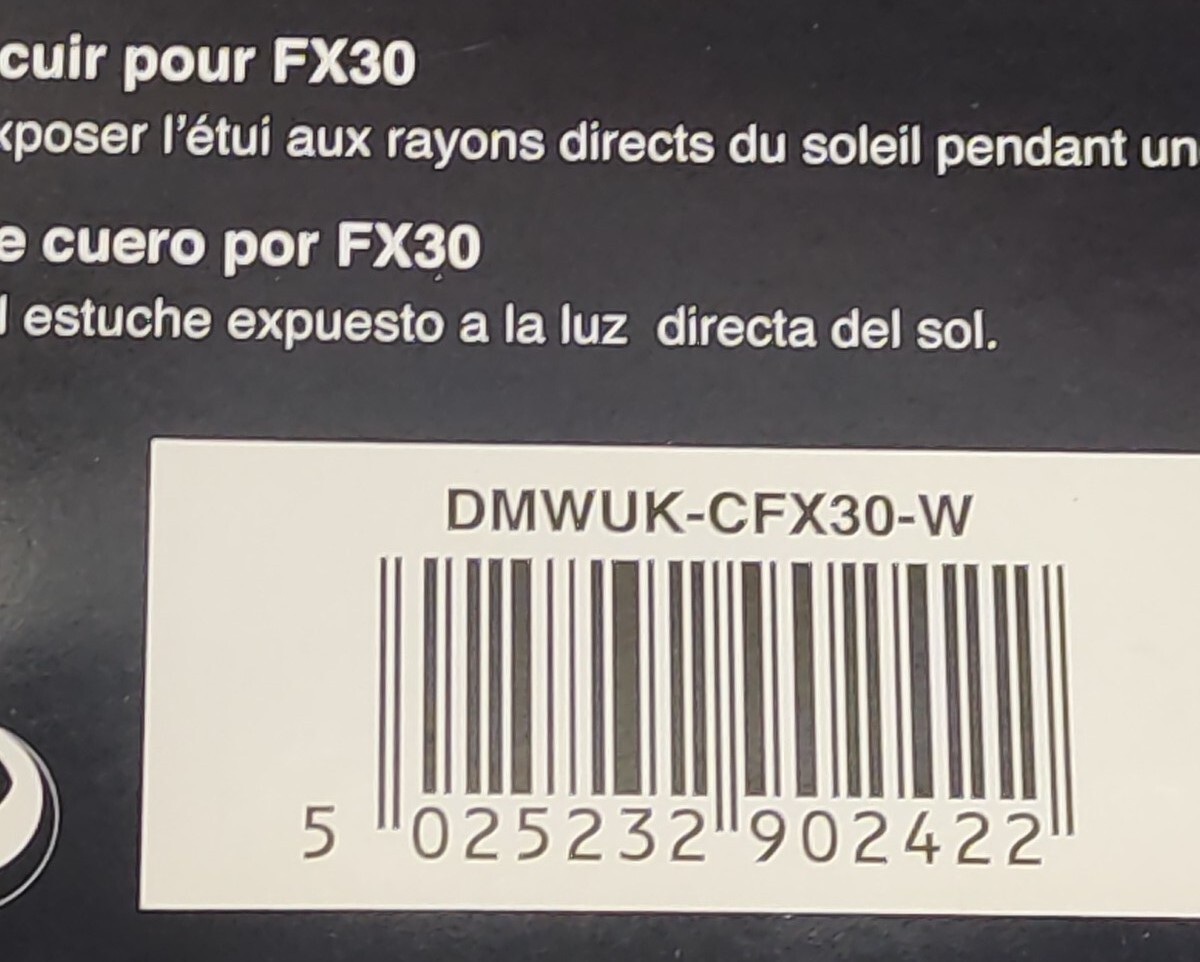 cuir pour FX30
xposer l'étui aux rayons directs du soleil pendant un
e cuero por FX30
l estuche expuesto a la luz directa del sol.
DMWUK-CFX30-W
5 025232 902422